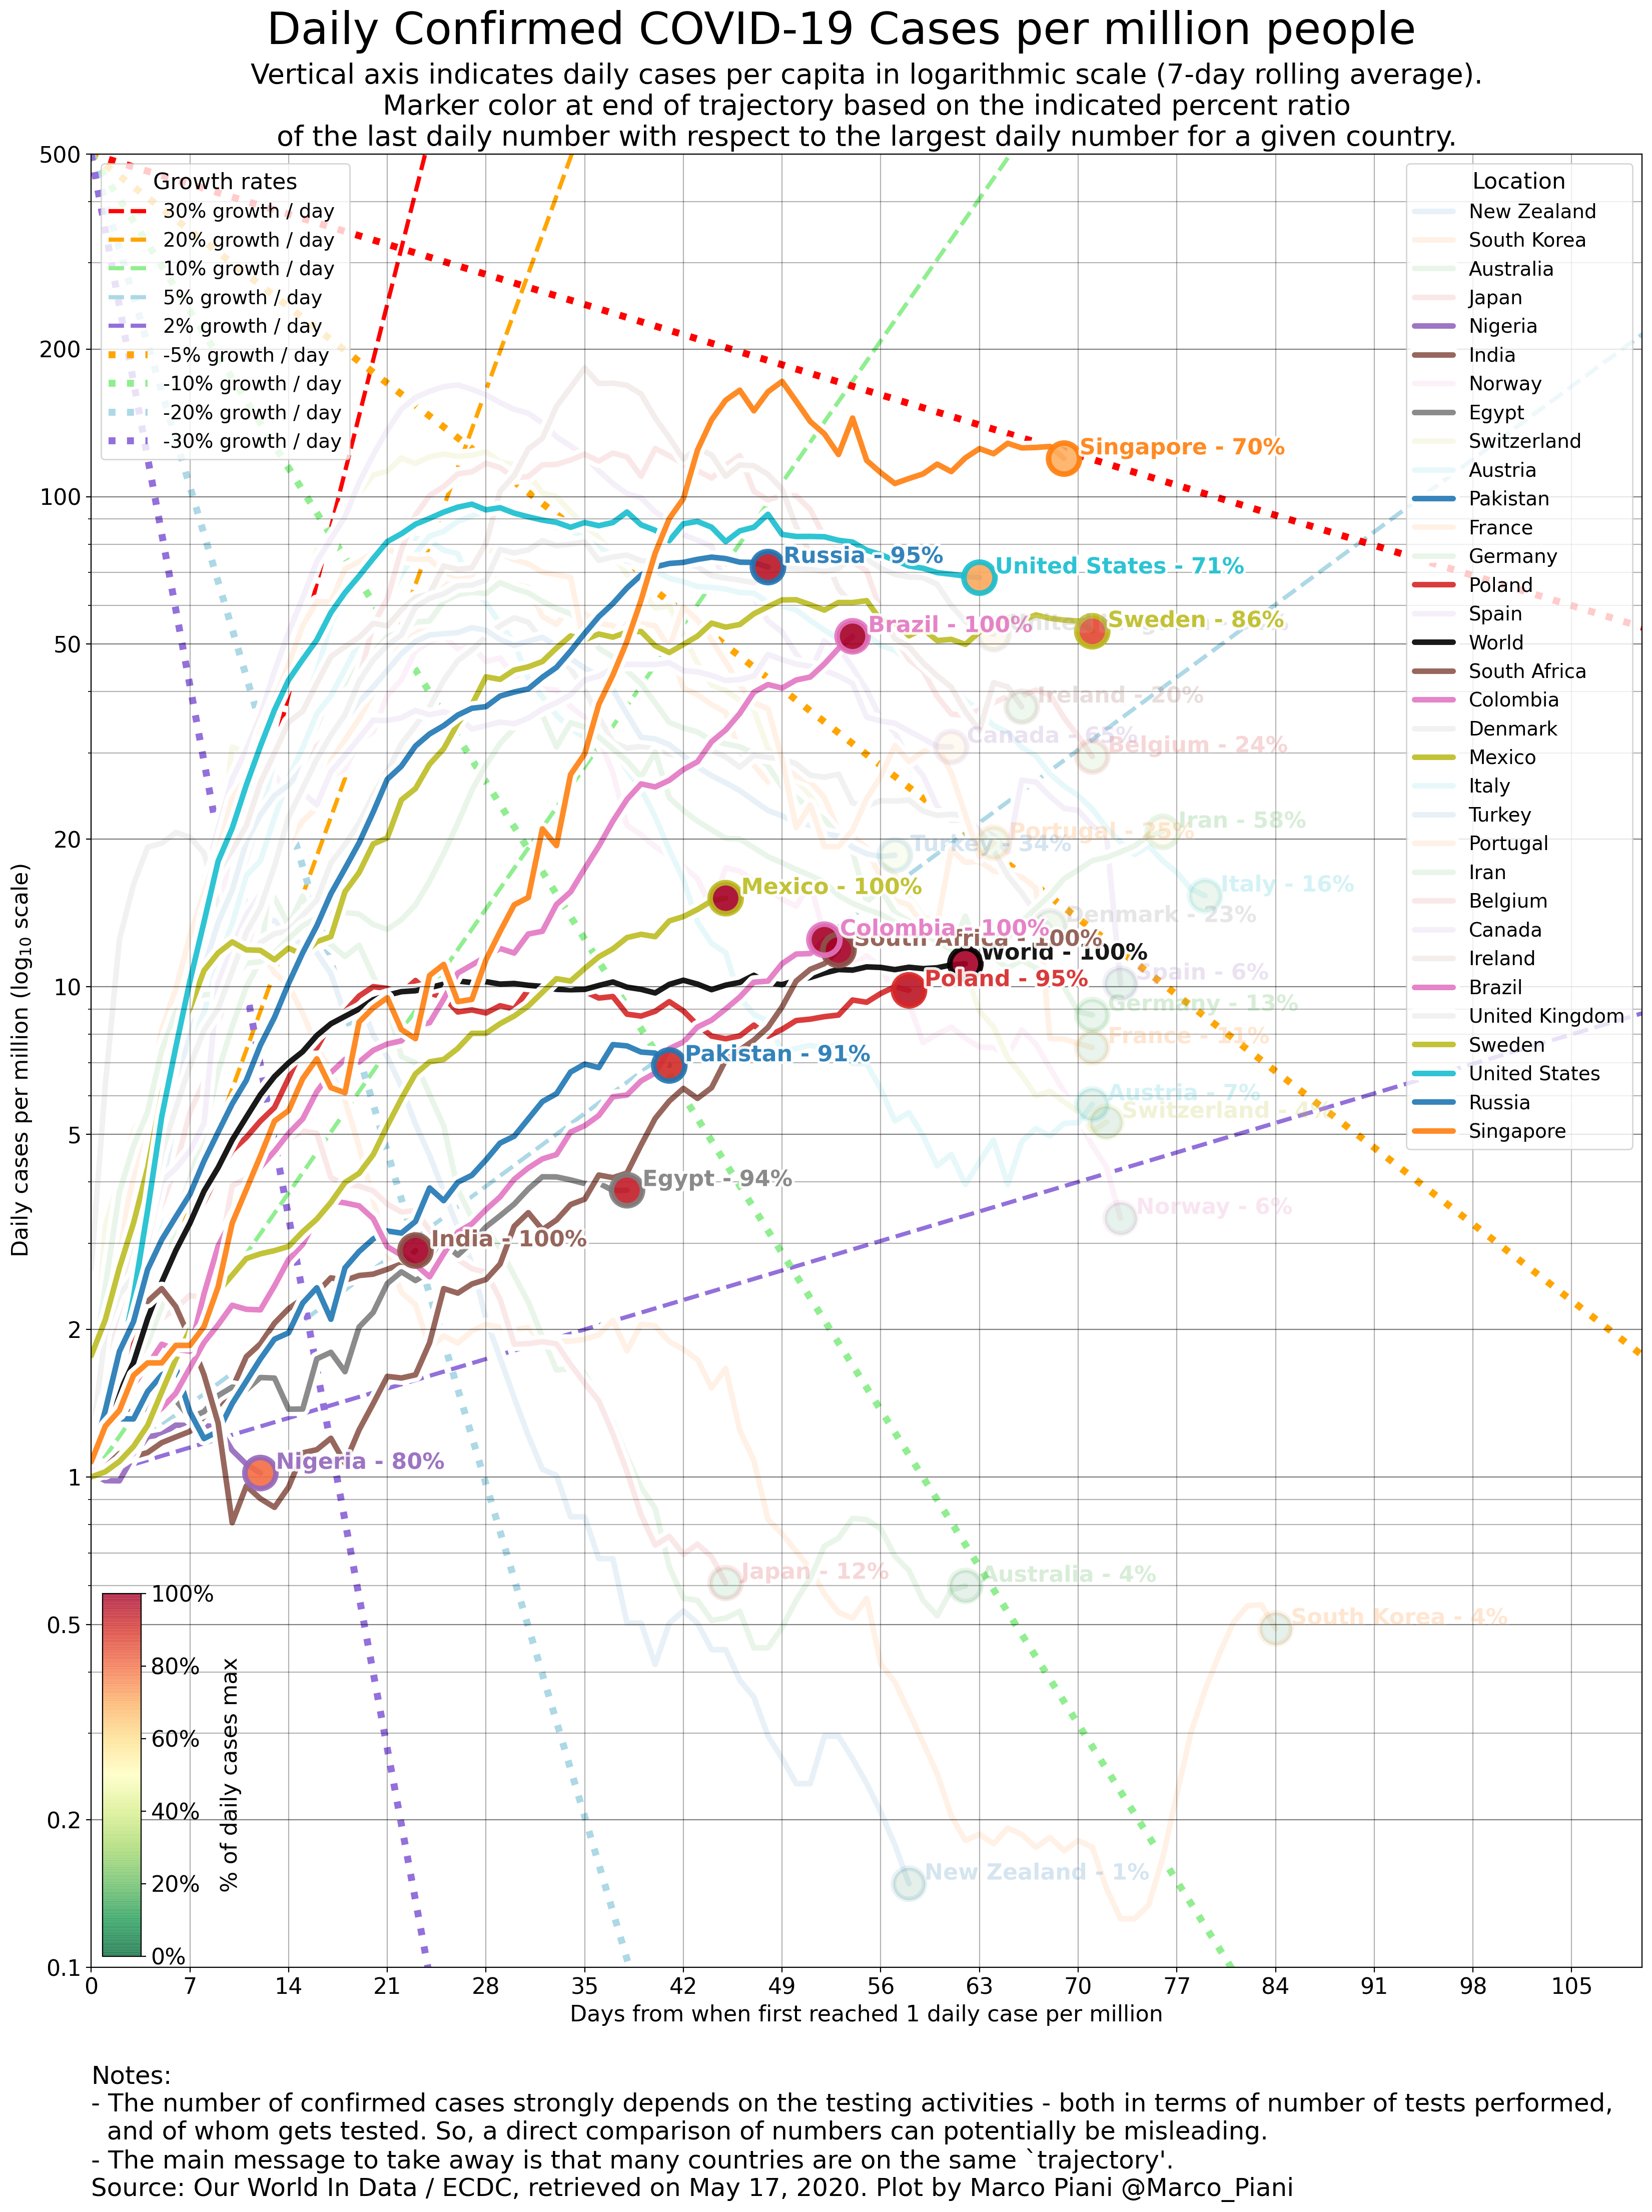 Daily Confirmed COVID-19 Cases per million people
Vertical axis indicates daily cases per capita in logarithmic scale (7-day rolling average).
Marker color at end of trajectory based on the indicated percent ratio
of the last daily number with respect to the largest daily number for a given country.
500
200
100
50
20
10
5
2
1
0.5
0.2
0.1
Daily cases per million (log10 scale)
Growth rates
30% growth / day
20% growth / day
10% growth / day
5% growth / day
2% growth / day
-5% growth / day
-10% growth / day
-20% growth / day
-30% growth / day
Location
New Zealand
South Korea
Australia
Japan
Nigeria
India
Norway
Egypt
Switzerland
Austria
Pakistan
France
Germany
Poland
Spain
World
South Africa
Colombia
Denmark
Mexico
Italy
Turkey
Portugal
Iran
Belgium
Canada
Ireland
Brazil
United Kingdom
Sweden
United States
Russia
Singapore
Singapore - 70%
Russia - 95%
United States - 71%
Brazil - 100%
Sweden - 86%
Ireland - 20%
Canada - 65%
Belgium - 24%
Iran - 58%
Portugal - 25%
Turkey - 34%
Italy - 16%
Mexico - 100%
Denmark - 23%
Colombia - 100%
South Africa - 100%
World - 100%
Spain - 6%
Poland - 95%
Germany - 13%
France - 11%
Pakistan - 91%
Austria - 7%
Switzerland - 4%
Egypt - 94%
Norway - 6%
India - 100%
Nigeria - 80%
Japan - 12%
Australia - 4%
South Korea - 4%
New Zealand - 1%
100%
80%
60%
40%
20%
0%
% of daily cases max
0 7 14 21 28 35 42 49 56 63 70 77 84 91 98 105
Days from when first reached 1 daily case per million
Notes:
- The number of confirmed cases strongly depends on the testing activities - both in terms of number of tests performed,
and of whom gets tested. So, a direct comparison of numbers can potentially be misleading.
- The main message to take away is that many countries are on the same `trajectory'.
Source: Our World In Data / ECDC, retrieved on May 17, 2020. Plot by Marco Piani @Marco_Piani